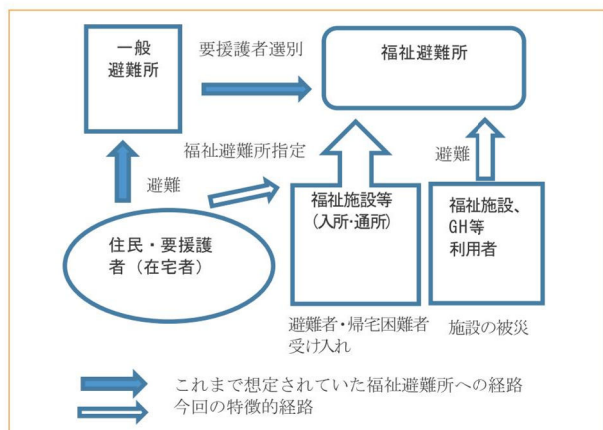 一般
避難所
要援護者選別
福祉避難所
福祉避難所指定
避難
避難
住民・要援護
者（在宅者）
福祉施設等
(入所・通所)
福祉施設、
GH等
利用者
避難者・帰宅困難者
受け入れ
施設の被災
これまで想定されていた福祉避難所への経路
今回の特徴的経路